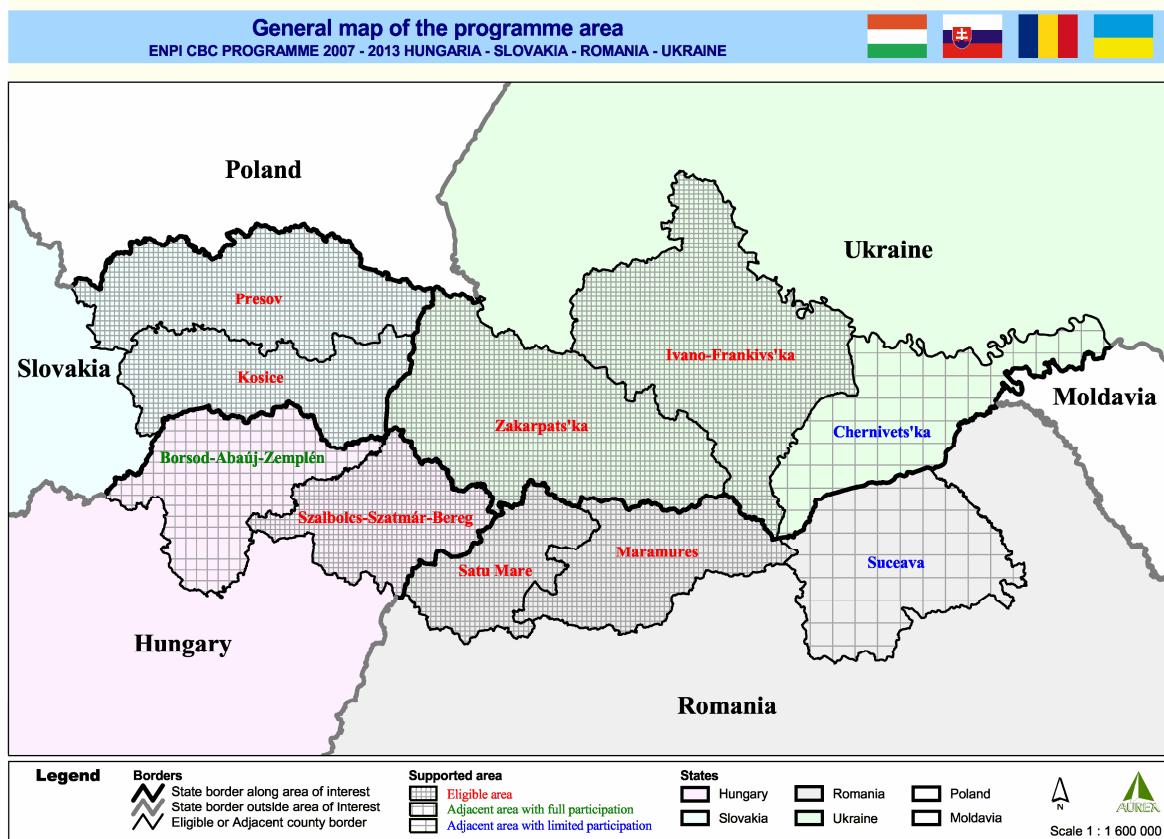 General map of the programme area
ENPI CBC PROGRAMME 2007 - 2013 HUNGARIA - SLOVAKIA - ROMANIA - UKRAINE
Poland
Ukraine
Presov
Ivano-Frankivs'ka
Slovakia
Kosice
Moldavia
Zakarpats'ka
Chernivets'ka
Borsod-Abaúj-Zemplén
Szalbolcs-Szatmár-Bereg
Maramures
Suceava
Satu Mare
Hungary
Romania
Legend
Borders
State border along area of interest
State border outside area of Interest
Eligible or Adjacent county border
Supported area
Eligible area
Adjacent area with full participation
Adjacent area with limited participation
States
Hungary
Romania
Poland
Slovakia
Ukraine
Moldavia
N
AUREX
Scale 1 : 1 600 000